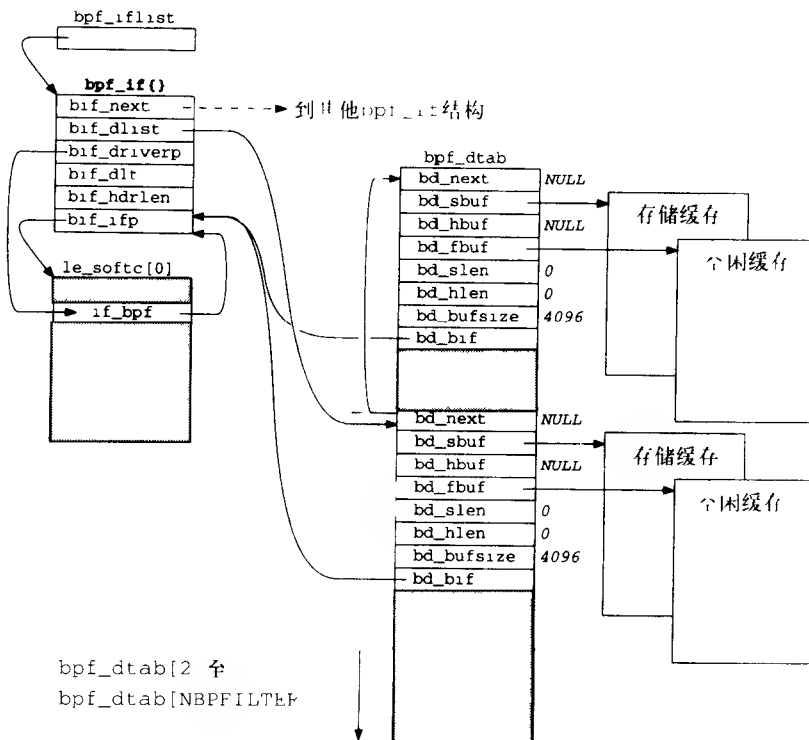 bpf_iflist
bpf_if{}
bif_next
到其他bpf_if结构
bif_dlist
bif_driverp
bif_dlt
bif_hdrlen
bif_ifp
le_softc[0]
if_bpf
bpf_dtab
bd_next NULL
bd_sbuf
bd_hbuf NULL
bd_fbuf
bd_slen 0
bd_hlen 0
bd_bufsize 4096
bd_bif
存储缓存
空闲缓存
bd_next NULL
bd_sbuf
bd_hbuf NULL
bd_fbuf
bd_slen 0
bd_hlen 0
bd_bufsize 4096
bd_bif
存储缓存
空闲缓存
bpf_dtab[2 至
bpf_dtab[NBPFILTER